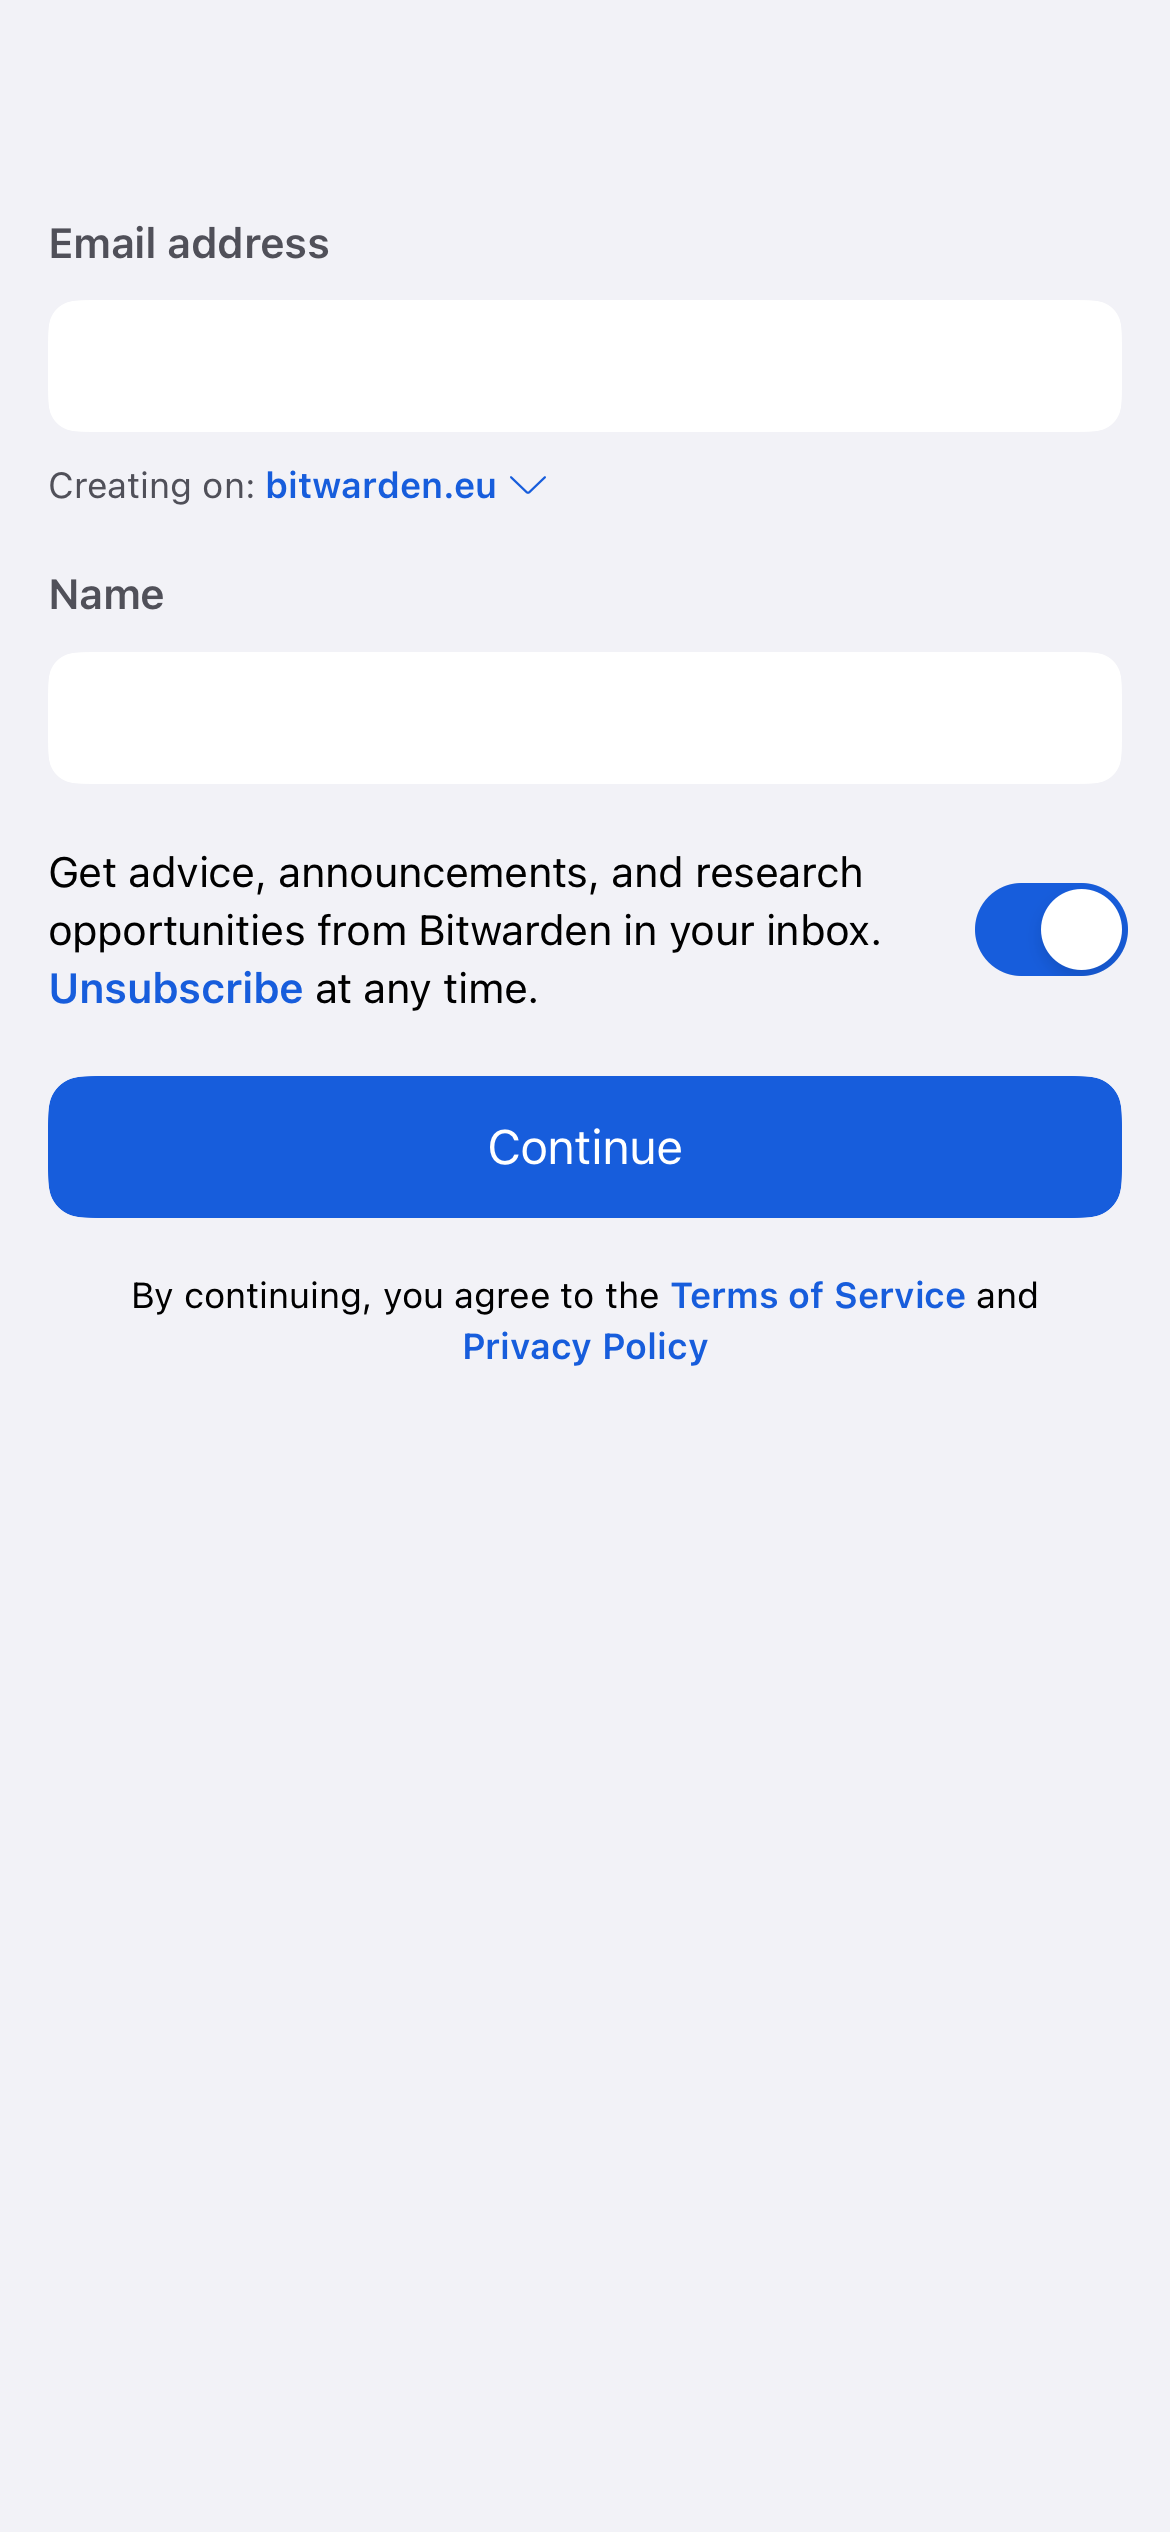 Email address
Creating on: bitwarden.eu
Name
Get advice, announcements, and research
opportunities from Bitwarden in your inbox.
Unsubscribe at any time.
Continue
By continuing, you agree to the Terms of Service and
Privacy Policy